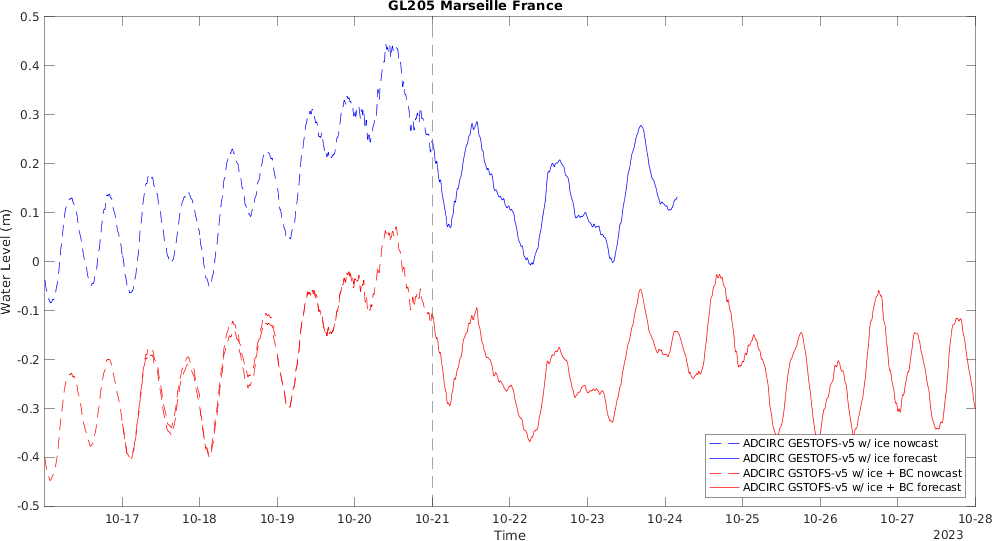 GL205 Marseille France
0.5
0.4
0.3
0.2
0.1
0
-0.1
-0.2
-0.3
-0.4
-0.5
Water Level (m)
ADCIRC GESTOFS-v5 w/ ice nowcast
ADCIRC GESTOFS-v5 w/ ice forecast
ADCIRC GSTOFS-v5 w/ ice + BC nowcast
ADCIRC GSTOFS-v5 w/ ice + BC forecast
10-17 10-18 10-19 10-20 10-21 10-22 10-23 10-24 10-25 10-26 10-27 10-28
Time
2023